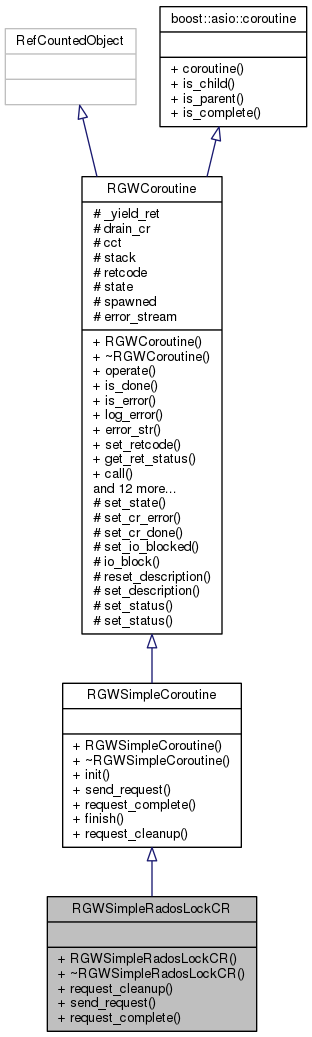 RefCountedObject
boost::asio::coroutine
+ coroutine()
+ is_child()
+ is_parent()
+ is_complete()
RGWCoroutine
# _yield_ret
# drain_cr
# cct
# stack
# retcode
# state
# spawned
# error_stream
+ RGWCoroutine()
+ ~RGWCoroutine()
+ operate()
+ is_done()
+ is_error()
+ log_error()
+ error_str()
+ set_retcode()
+ get_ret_status()
+ call()
and 12 more...
# set_state()
# set_cr_error()
# set_cr_done()
# set_io_blocked()
# io_block()
# reset_description()
# set_description()
# set_status()
# set_status()
RGWSimpleCoroutine
+ RGWSimpleCoroutine()
+ ~RGWSimpleCoroutine()
+ init()
+ send_request()
+ request_complete()
+ finish()
+ request_cleanup()
RGWSimpleRadosLockCR
+ RGWSimpleRadosLockCR()
+ ~RGWSimpleRadosLockCR()
+ request_cleanup()
+ send_request()
+ request_complete()